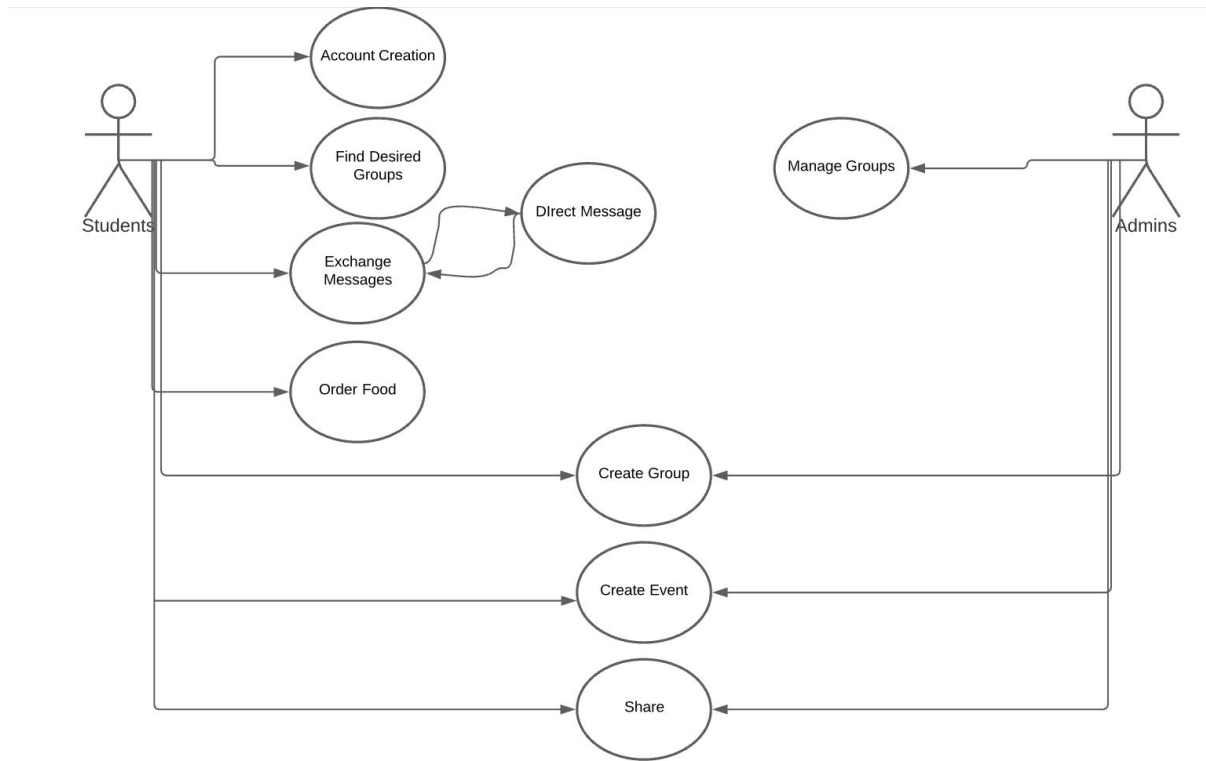 Account Creation
Find Desired
Groups
Manage Groups
DIrect Message
Students
Admins
Exchange
Messages
Order Food
Create Group
Create Event
Share